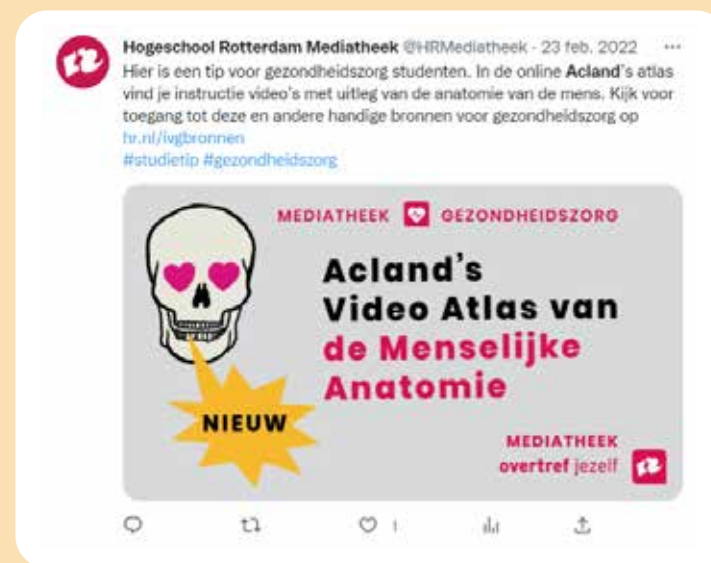 Hogeschool Rotterdam Mediatheek @HRMediatheek · 23 feb. 2022 ···
Hier is een tip voor gezondheidszorg studenten. In de online Acland's atlas
vind je instructie video's met uitleg van de anatomie van de mens. Kijk voor
toegang tot deze en andere handige bronnen voor gezondheidszorg op
hr.nl/ivgbronnen
#studietip #gezondheidszorg
MEDIATHEEK GEZONDHEIDSZORG
Acland's
Video Atlas van
de Menselijke
Anatomie
NIEUW
MEDIATHEEK
overtref jezelf
1